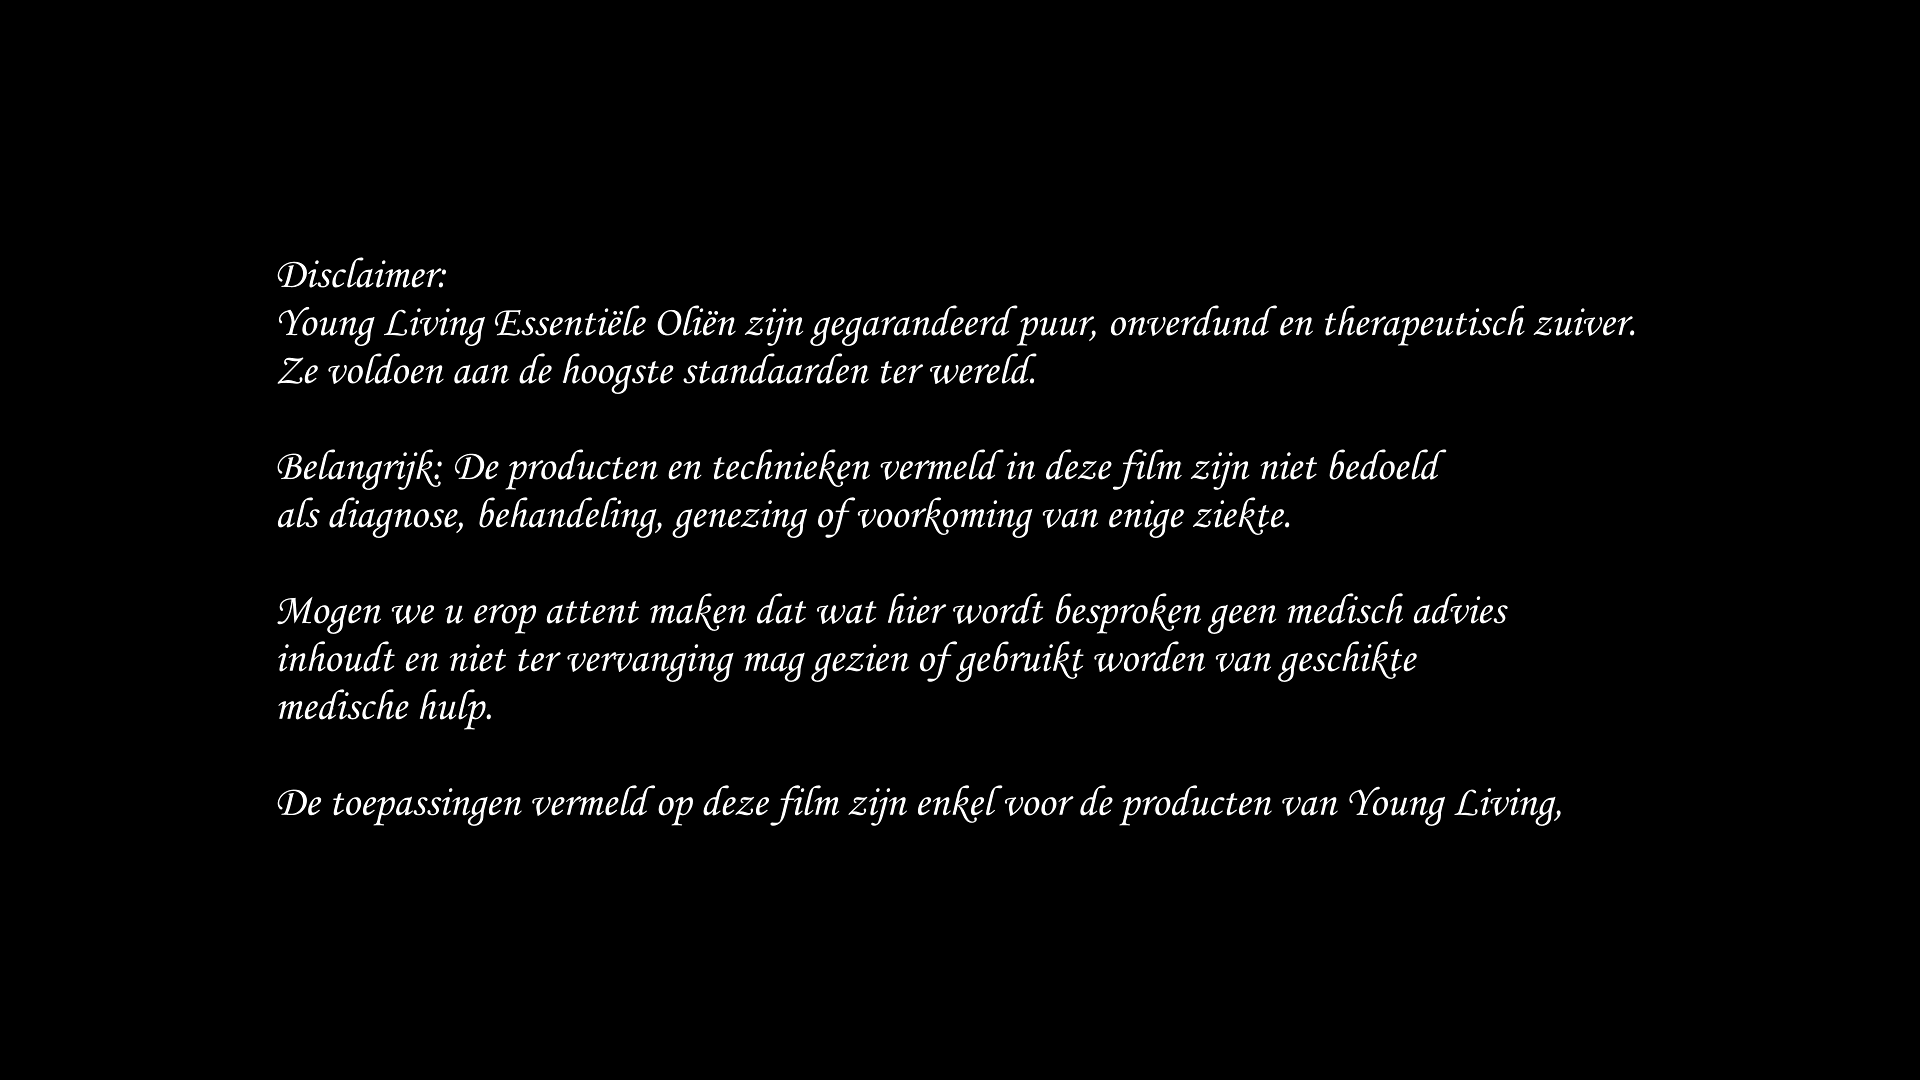 Disclaimer:
Young Living Essentiële Oliën zijn gegarandeerd puur, onverdund en therapeutisch zuiver.
Ze voldoen aan de hoogste standaarden ter wereld.
Belangrijk: De producten en technieken vermeld in deze film zijn niet bedoeld
als diagnose, behandeling, genezing of voorkoming van enige ziekte.
Mogen we u erop attent maken dat wat hier wordt besproken geen medisch advies
inhoudt en niet ter vervanging mag gezien of gebruikt worden van geschikte
medische hulp.
De toepassingen vermeld op deze film zijn enkel voor de producten van Young Living,